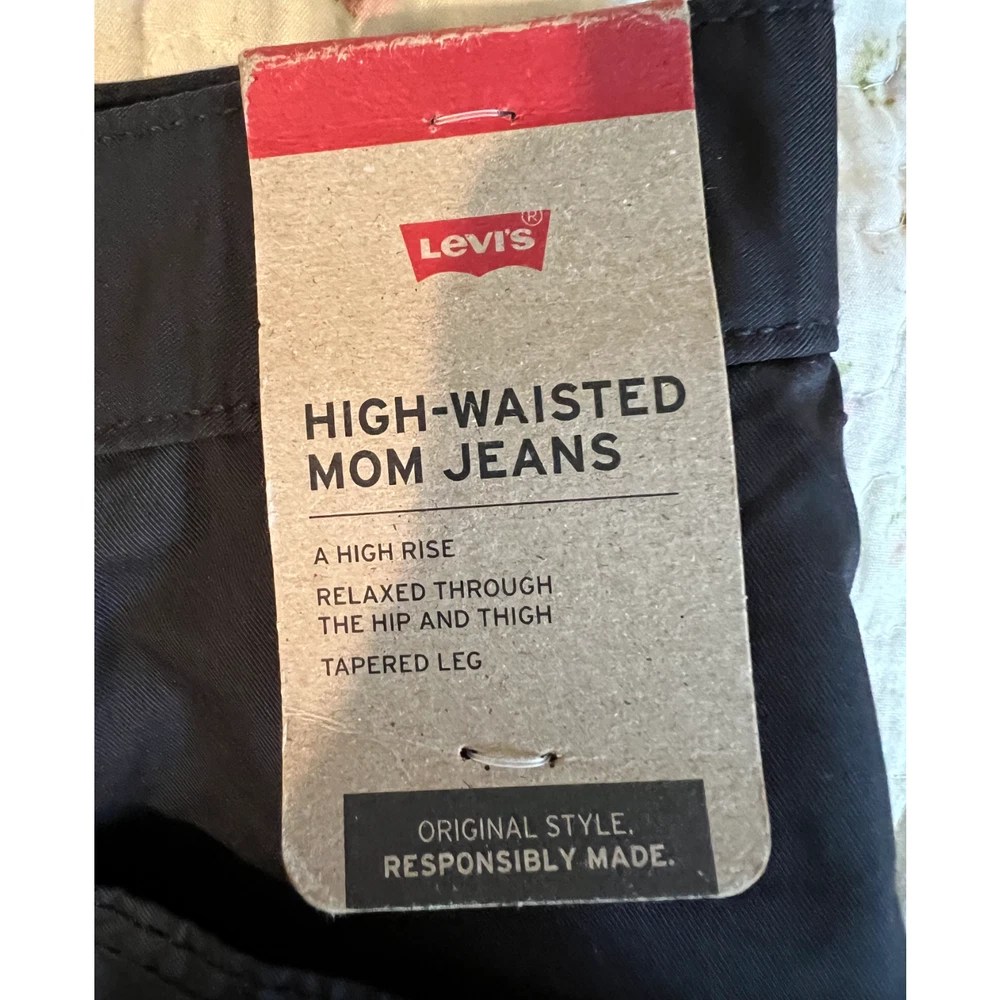 LEVI'S®
HIGH-WAISTED
MOM JEANS
A HIGH RISE
RELAXED THROUGH
THE HIP AND THIGH
TAPERED LEG
ORIGINAL STYLE.
RESPONSIBLY MADE.